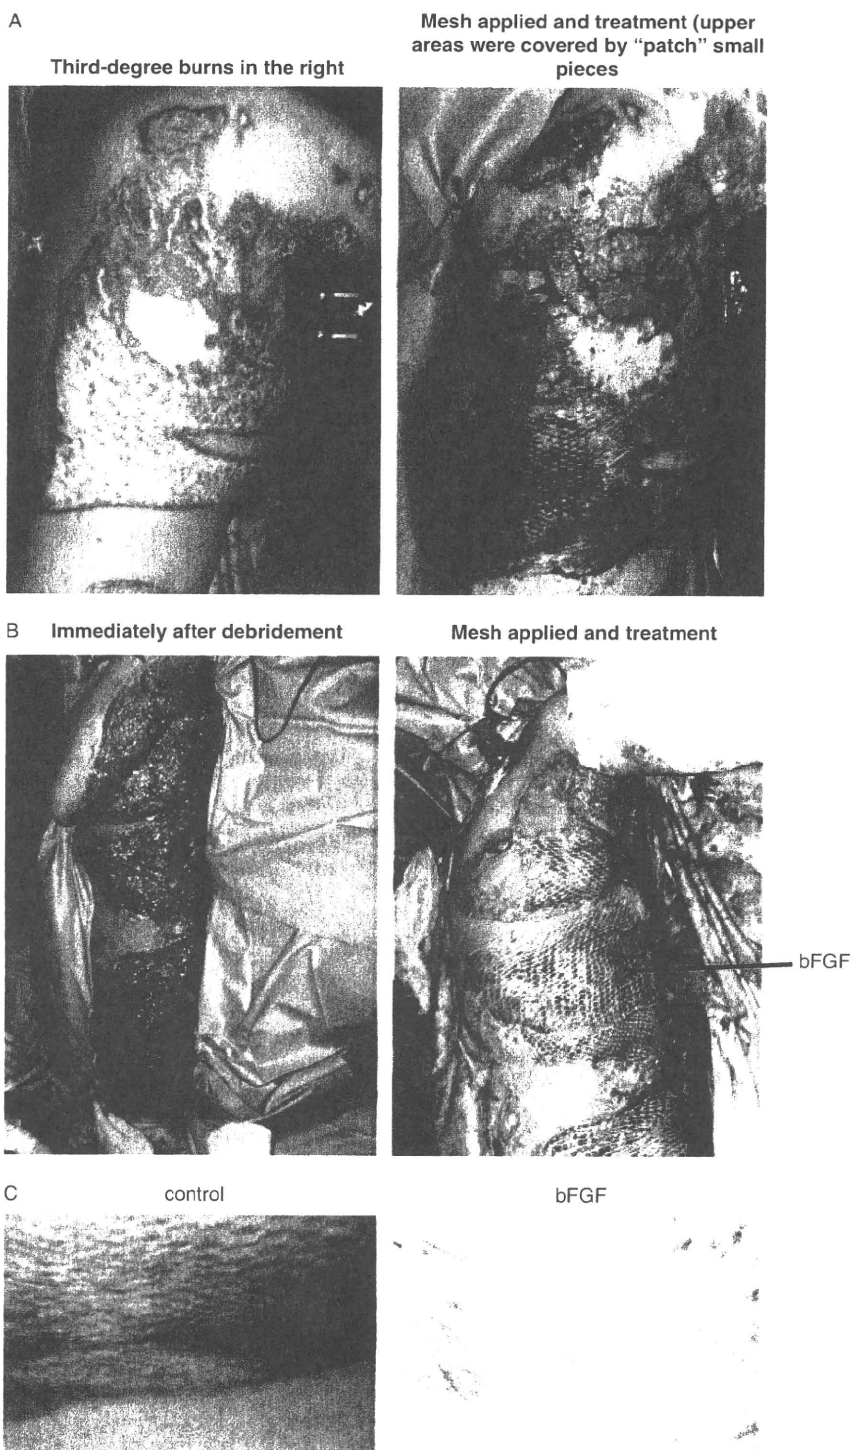 A
Third-degree burns in the right
Mesh applied and treatment (upper
areas were covered by “patch” small
pieces
B
Immediately after debridement
Mesh applied and treatment
bFGF
C
control
bFGF